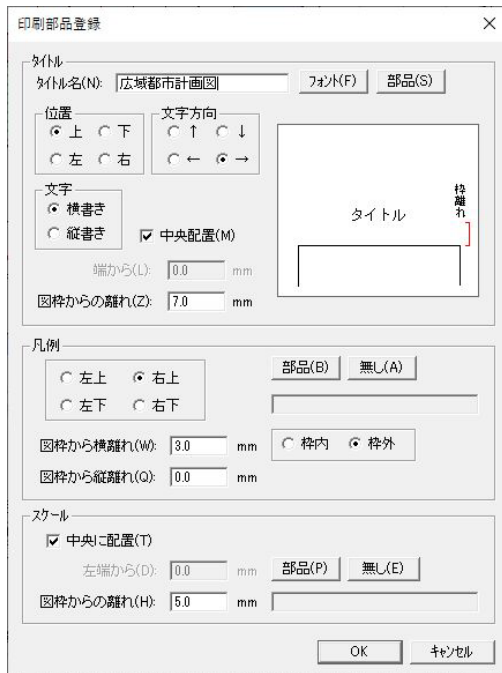 印刷部品登録
タイトル
タイトル名(N): 広域都市計画図 フォント(F) 部品(S)
位置 文字方向
上 下 ↑ ↓
左 右 ← →
文字
横書き
縦書き 中央配置(M)
タイトル 枠離れ
端から(L): 0.0 mm
図枠からの離れ(Z): 7.0 mm
凡例
左上 右上 部品(B) 無し(A)
左下 右下
図枠から横離れ(W): 3.0 mm 枠内 枠外
図枠から縦離れ(Q): 0.0 mm
スケール
中央に配置(T)
左端から(D): 0.0 mm 部品(P) 無し(E)
図枠からの離れ(H): 5.0 mm
OK キャンセル